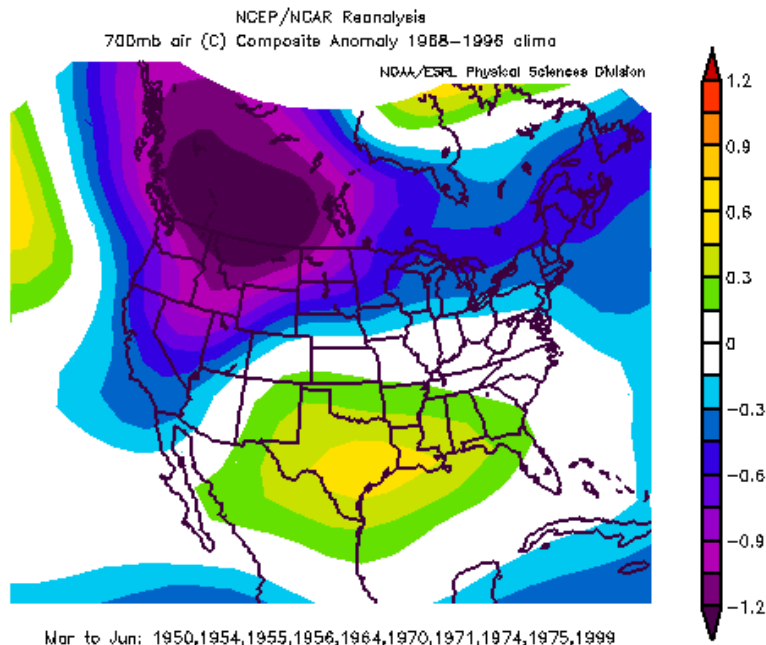 NCEP/NCAR Reanalysis
700mb air (C) Composite Anomaly 1968-1996 clima
NOAA/ESRL Physical Sciences Division
1.2
0.9
0.6
0.3
0
-0.3
-0.6
-0.9
-1.2
Mar to Jun: 1950,1954,1955,1956,1964,1970,1971,1974,1975,1999